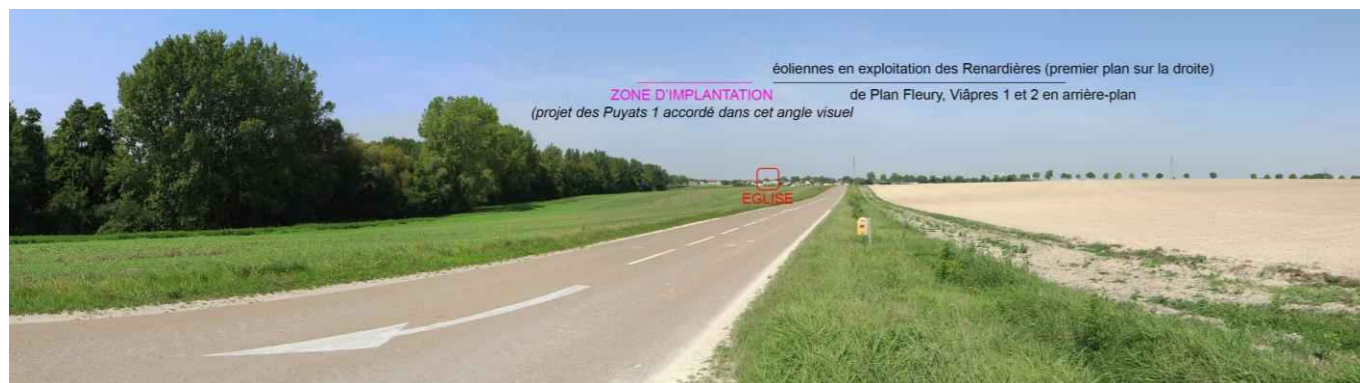 éoliennes en exploitation des Renardières (premier plan sur la droite)
ZONE D'IMPLANTATION
de Plan Fleury, Viâpres 1 et 2 en arrière-plan
(projet des Puyats 1 accordé dans cet angle visuel
EGLISE